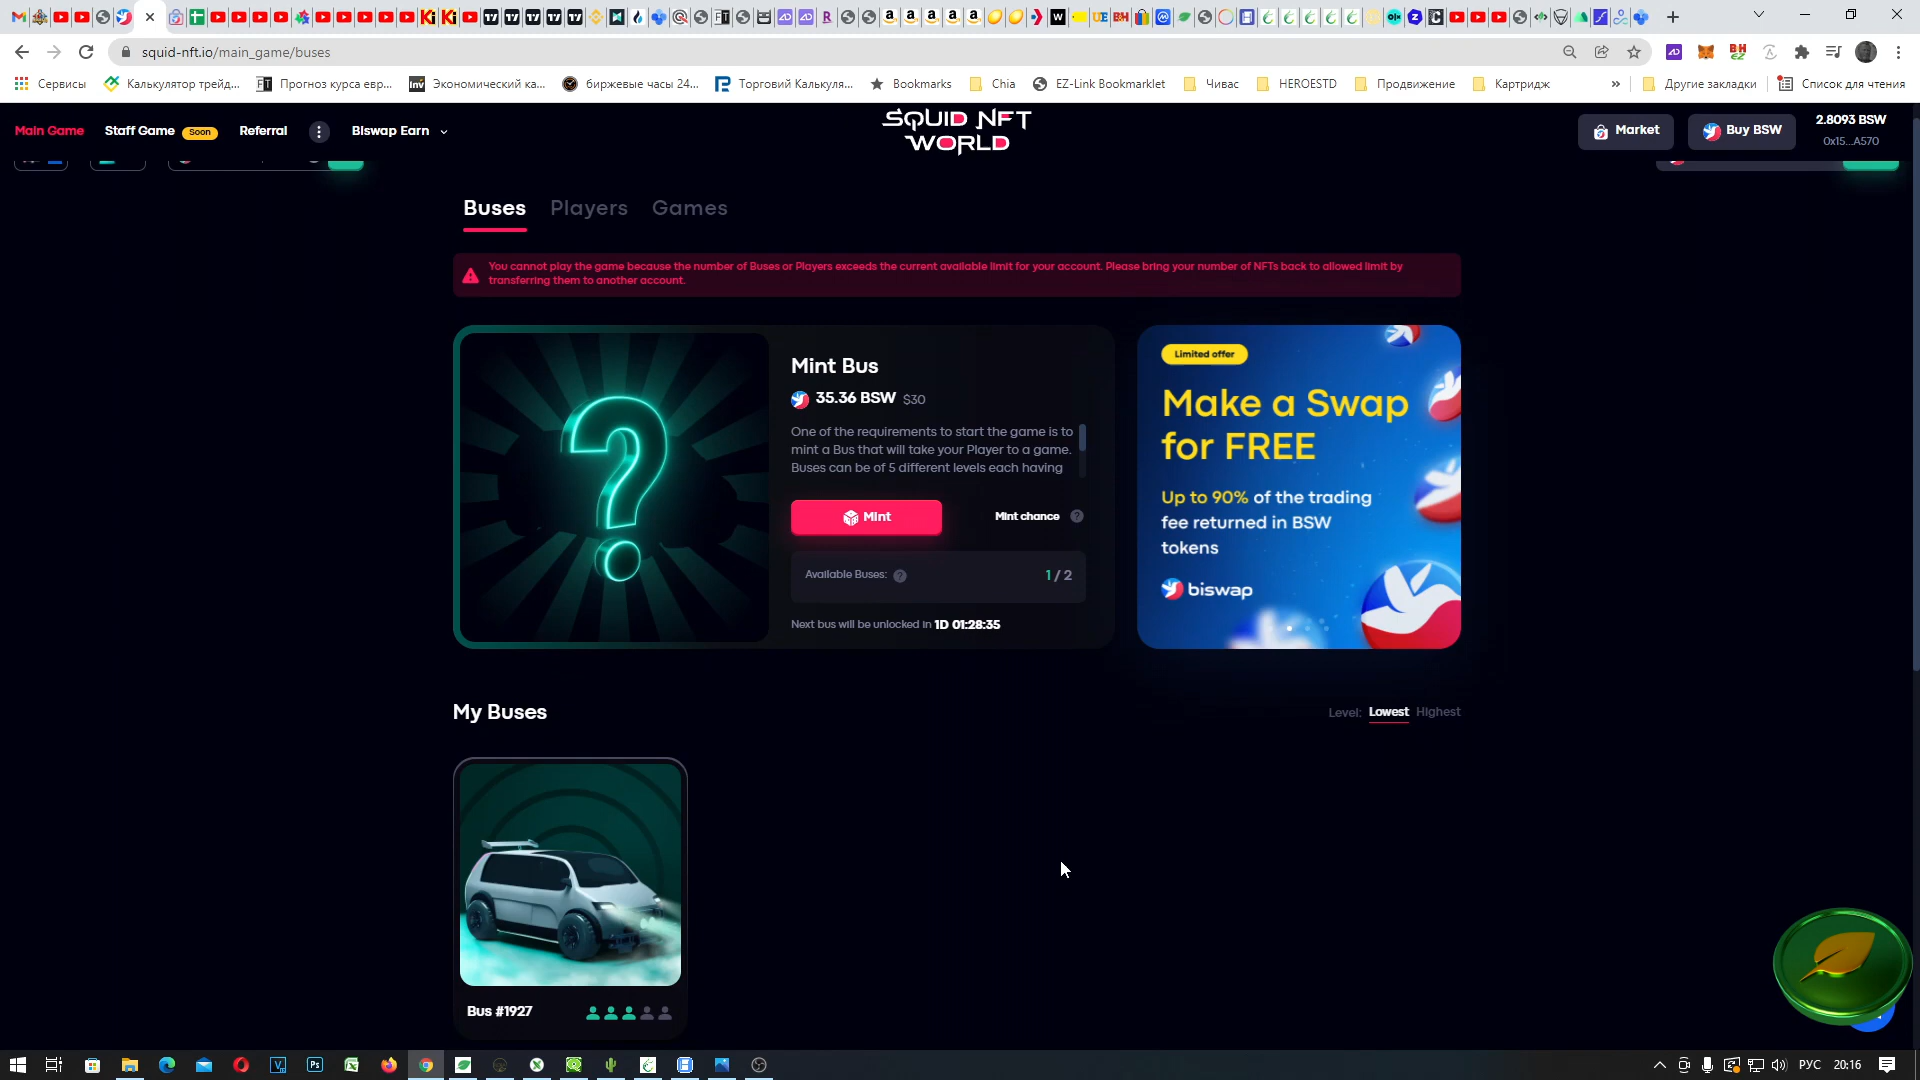 squid-nft.io/main_game/buses
Сервисы
Калькулятор трейд...
Прогноз курса евр...
Экономический ка...
биржевые часы 24...
Торговий Калькуля...
Bookmarks
Chia
EZ-Link Bookmarklet
Чивас
HEROESTD
Продвижение
Картридж
»
Другие закладки
Список для чтения
Main Game
Staff Game Soon
Referral
Biswap Earn
SQUID NFT
WORLD
Market
Buy BSW
2.8093 BSW
0x15...A570
Buses Players Games
You cannot play the game because the number of Buses or Players exceeds the current available limit for your account. Please bring your number of NFTs back to allowed limit by
transferring them to another account.
Mint Bus
35.36 BSW $30
One of the requirements to start the game is to
mint a Bus that will take your Player to a game.
Buses can be of 5 different levels each having
Mint
Mint chance ?
Available Buses: ? 1 / 2
Next bus will be unlocked in 1D 01:28:35
Limited offer
Make a Swap
for FREE
Up to 90% of the trading
fee returned in BSW
tokens
biswap
My Buses
Level: Lowest Highest
Bus #1927
РУС
20:16